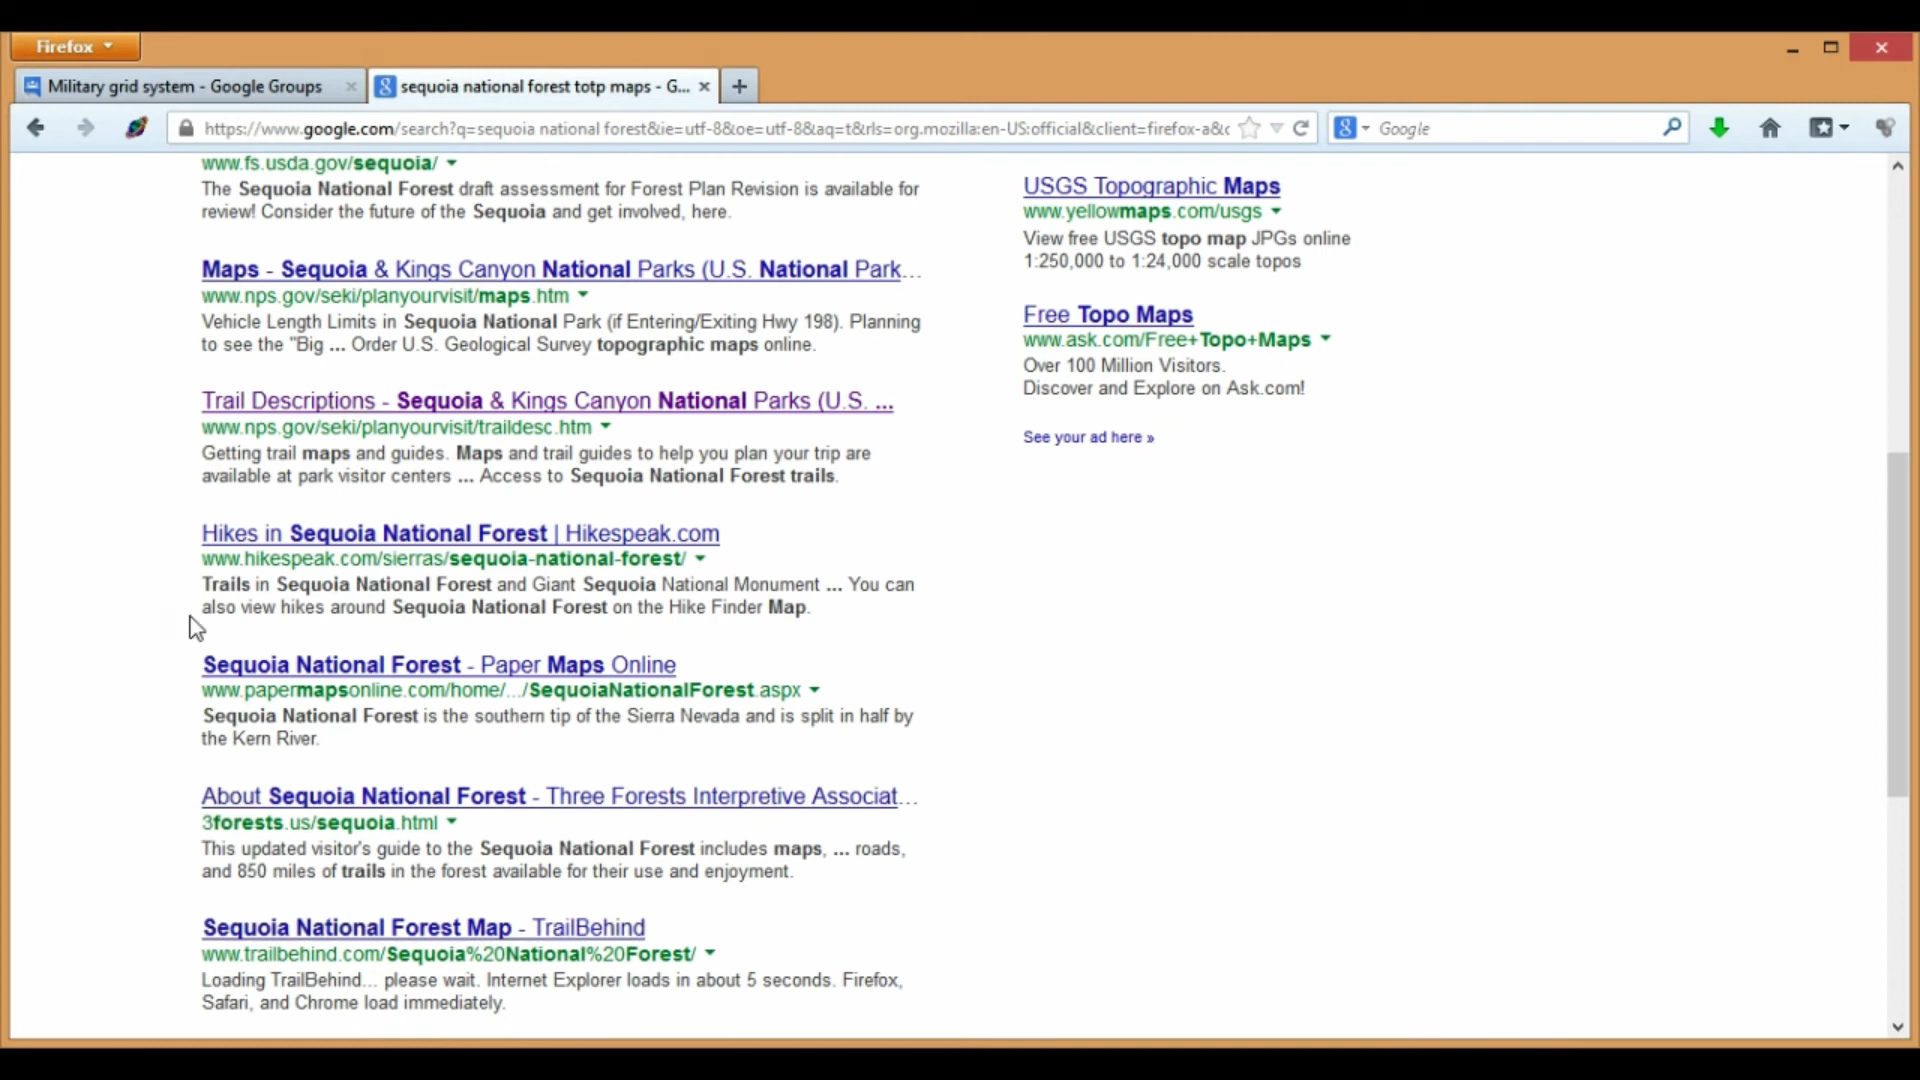 Firefox
Military grid system - Google Groups
sequoia national forest totp maps - G...
https://www.google.com/search?q=sequoia national forest&ie=utf-8&oe=utf-8&aq=t&rls=org.mozilla:en-US:official&client=firefox-a&c
Google
www.fs.usda.gov/sequoia/
The Sequoia National Forest draft assessment for Forest Plan Revision is available for
review! Consider the future of the Sequoia and get involved, here.
Maps - Sequoia & Kings Canyon National Parks (U.S. National Park...
www.nps.gov/seki/planyourvisit/maps.htm
Vehicle Length Limits in Sequoia National Park (if Entering/Exiting Hwy 198). Planning
to see the "Big ... Order U.S. Geological Survey topographic maps online.
Trail Descriptions - Sequoia & Kings Canyon National Parks (U.S. ...
www.nps.gov/seki/planyourvisit/traildesc.htm
Getting trail maps and guides. Maps and trail guides to help you plan your trip are
available at park visitor centers ... Access to Sequoia National Forest trails.
Hikes in Sequoia National Forest | Hikespeak.com
www.hikespeak.com/sierras/sequoia-national-forest/
Trails in Sequoia National Forest and Giant Sequoia National Monument ... You can
also view hikes around Sequoia National Forest on the Hike Finder Map.
Sequoia National Forest - Paper Maps Online
www.papermapsonline.com/home/.../SequoiaNationalForest.aspx
Sequoia National Forest is the southern tip of the Sierra Nevada and is split in half by
the Kern River.
About Sequoia National Forest - Three Forests Interpretive Associat...
3forests.us/sequoia.html
This updated visitor's guide to the Sequoia National Forest includes maps, ... roads,
and 850 miles of trails in the forest available for their use and enjoyment.
Sequoia National Forest Map - TrailBehind
www.trailbehind.com/Sequoia%20National%20Forest/
Loading TrailBehind... please wait. Internet Explorer loads in about 5 seconds. Firefox,
Safari, and Chrome load immediately.
USGS Topographic Maps
www.yellowmaps.com/usgs
View free USGS topo map JPGs online
1:250,000 to 1:24,000 scale topos
Free Topo Maps
www.ask.com/Free+Topo+Maps
Over 100 Million Visitors.
Discover and Explore on Ask.com!
See your ad here »